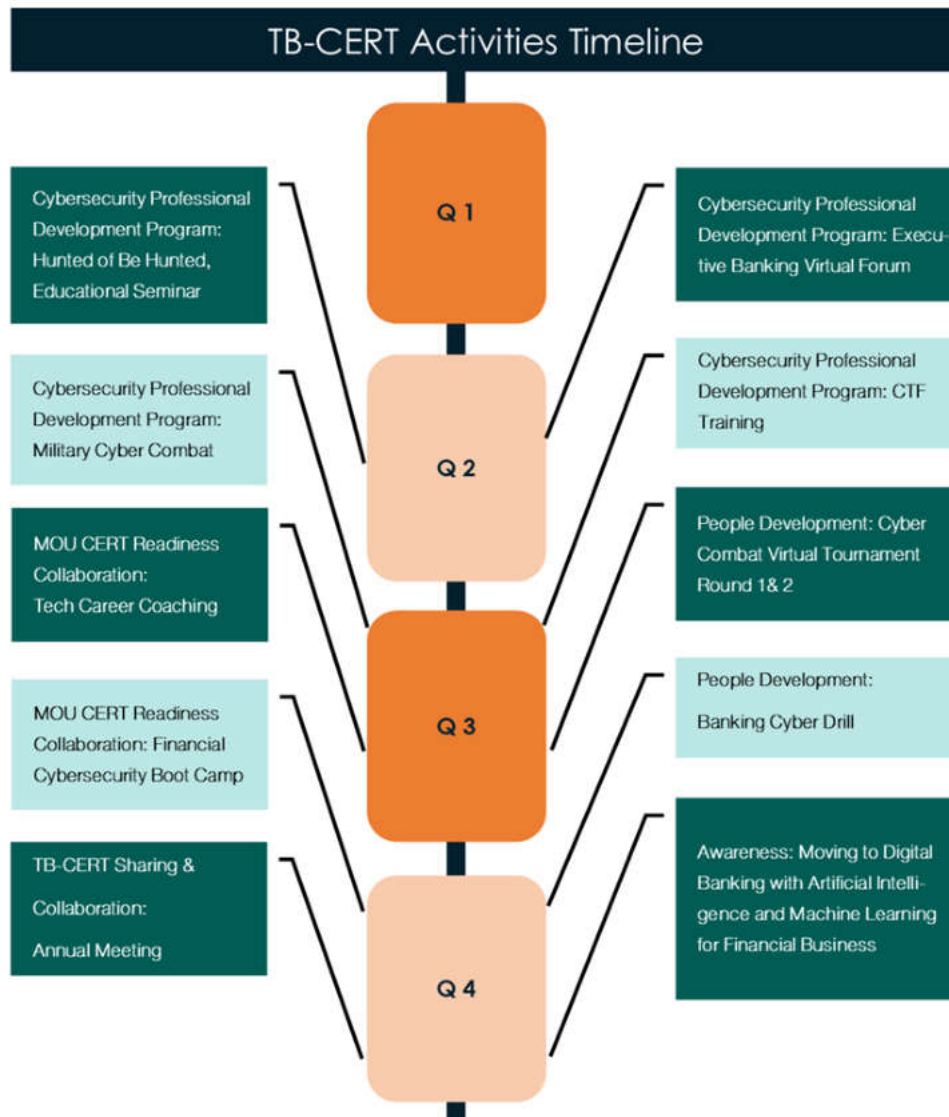 TB-CERT Activities Timeline
Q 1
Cybersecurity Professional
Development Program:
Hunted of Be Hunted,
Educational Seminar
Cybersecurity Professional
Development Program: Execu-
tive Banking Virtual Forum
Q 2
Cybersecurity Professional
Development Program:
Military Cyber Combat
Cybersecurity Professional
Development Program: CTF
Training
MOU CERT Readiness
Collaboration:
Tech Career Coaching
People Development: Cyber
Combat Virtual Tournament
Round 1& 2
Q 3
MOU CERT Readiness
Collaboration: Financial
Cybersecurity Boot Camp
People Development:
Banking Cyber Drill
TB-CERT Sharing &
Collaboration:
Annual Meeting
Awareness: Moving to Digital
Banking with Artificial Intelli-
gence and Machine Learning
for Financial Business
Q 4